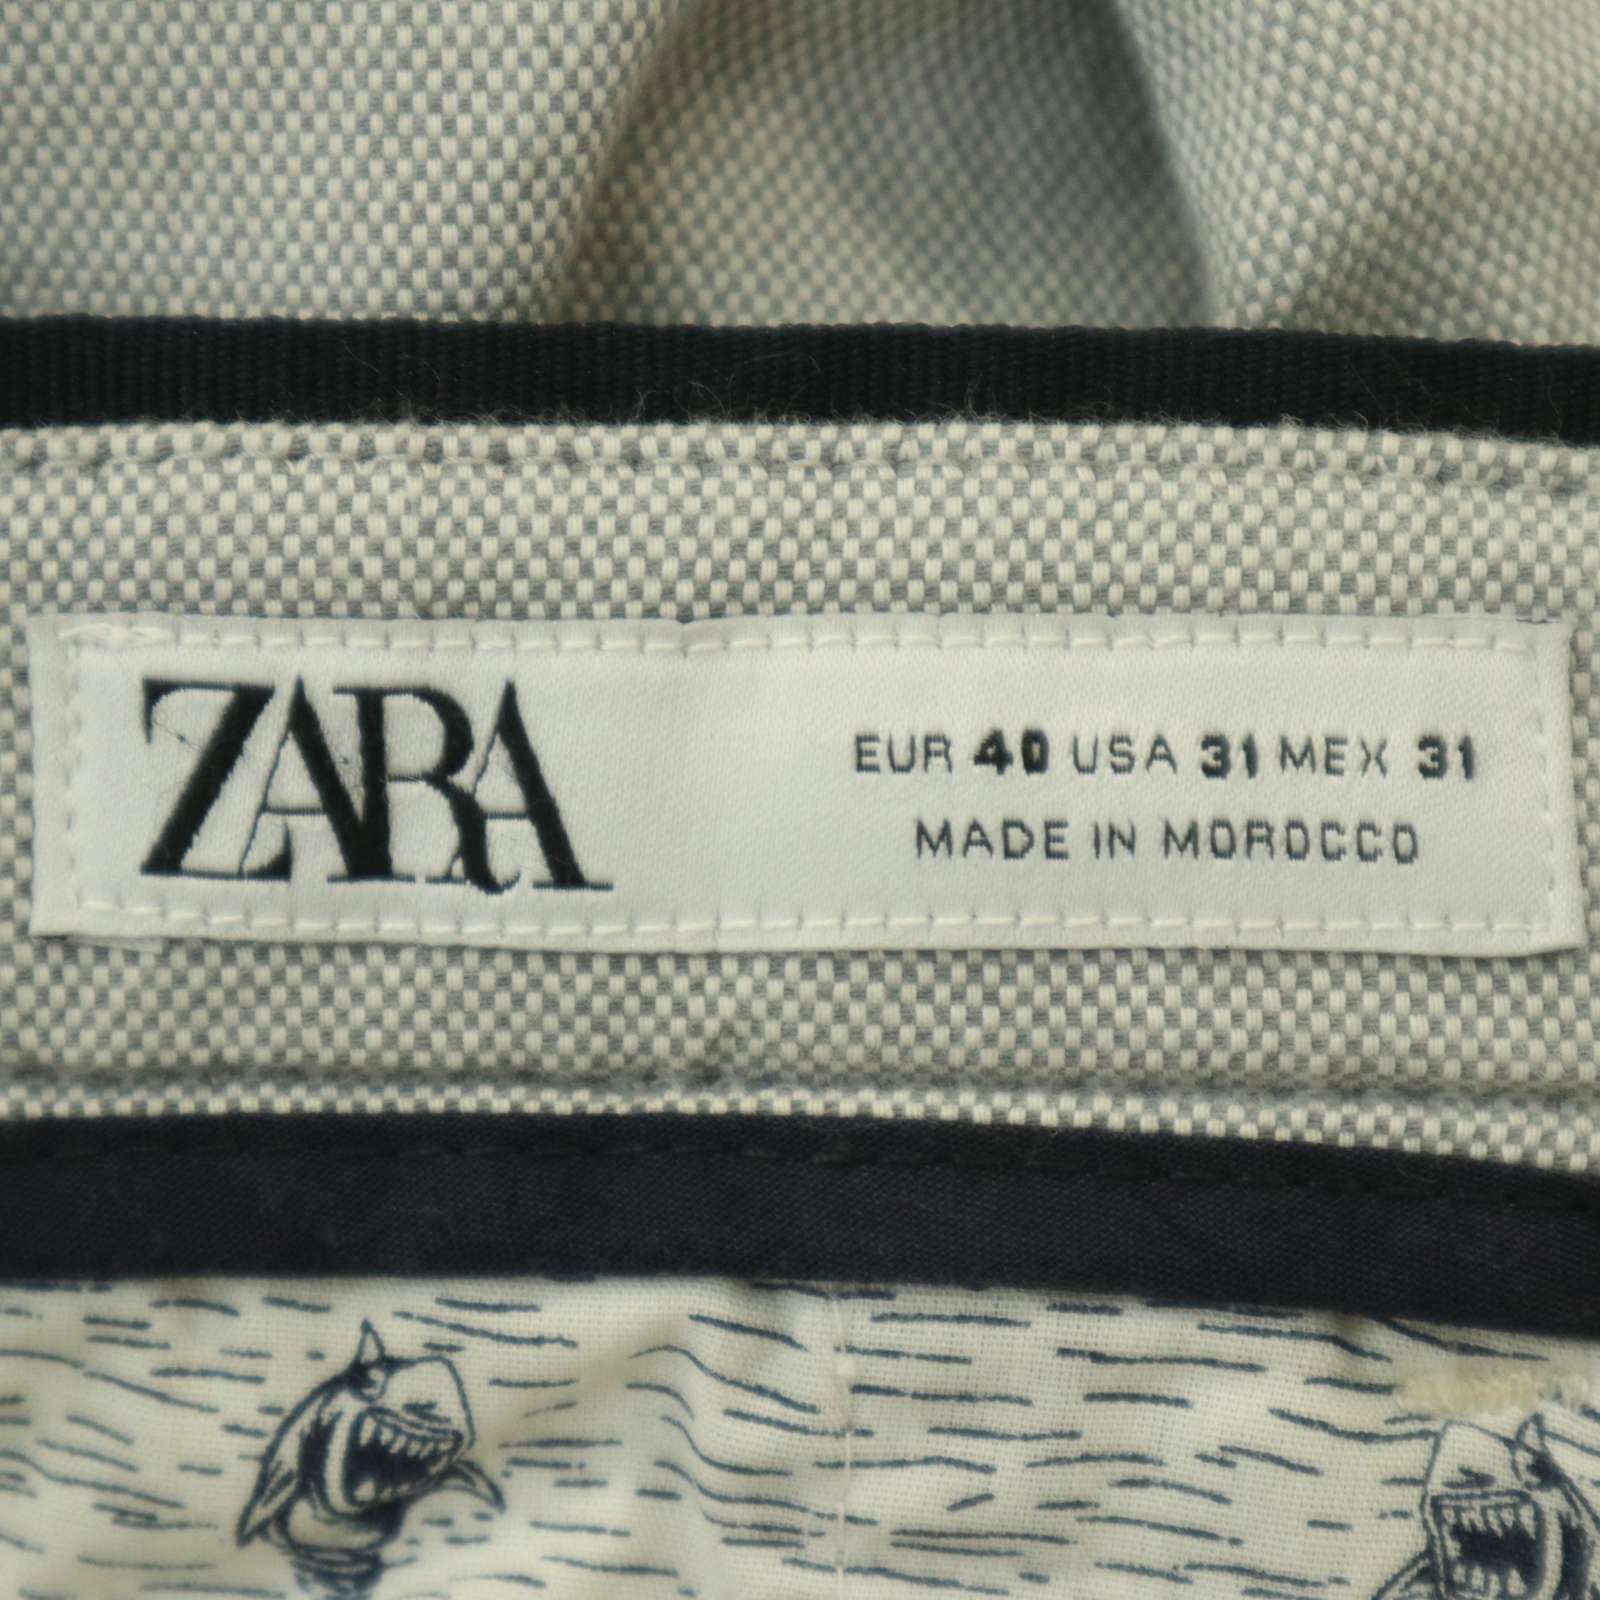 ZARA
EUR 40 USA 31 MEX 31
MADE IN MOROCCO